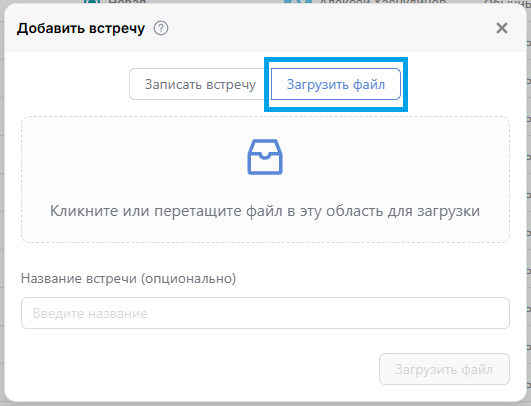 Добавить встречу
Записать встречу Загрузить файл
Кликните или перетащите файл в эту область для загрузки
Название встречи (опционально)
Введите название
Загрузить файл